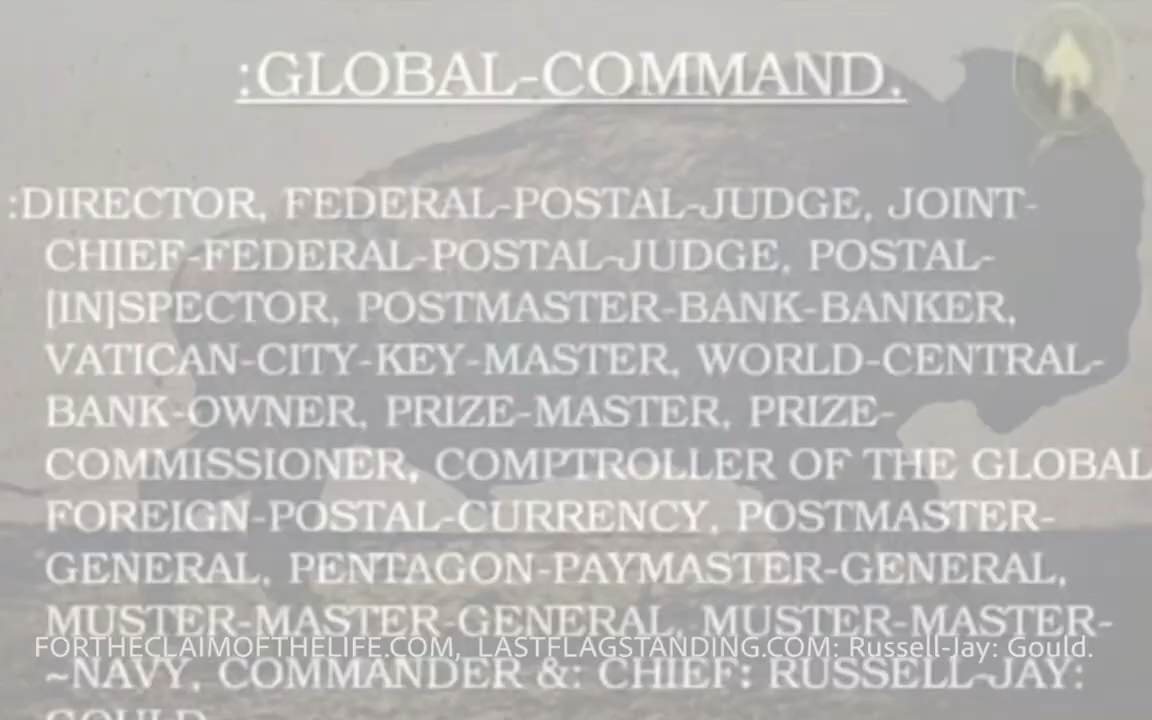 :GLOBAL-COMMAND.
:DIRECTOR, FEDERAL-POSTAL-JUDGE, JOINT-
CHIEF-FEDERAL-POSTAL-JUDGE, POSTAL-
[IN]SPECTOR, POSTMASTER-BANK-BANKER,
VATICAN-CITY-KEY-MASTER, WORLD-CENTRAL-
BANK-OWNER, PRIZE-MASTER, PRIZE-
COMMISSIONER, COMPTROLLER OF THE GLOBAL
FOREIGN-POSTAL-CURRENCY, POSTMASTER-
GENERAL, PENTAGON-PAYMASTER-GENERAL,
MUSTER-MASTER-GENERAL, MUSTER-MASTER-
FORTHECLAIMOFTHELIFE.COM, LASTFLAGSTANDING.COM: Russell-Jay: Gould.
~NAVY, COMMANDER &: CHIEF: RUSSELL-JAY:
GOULD